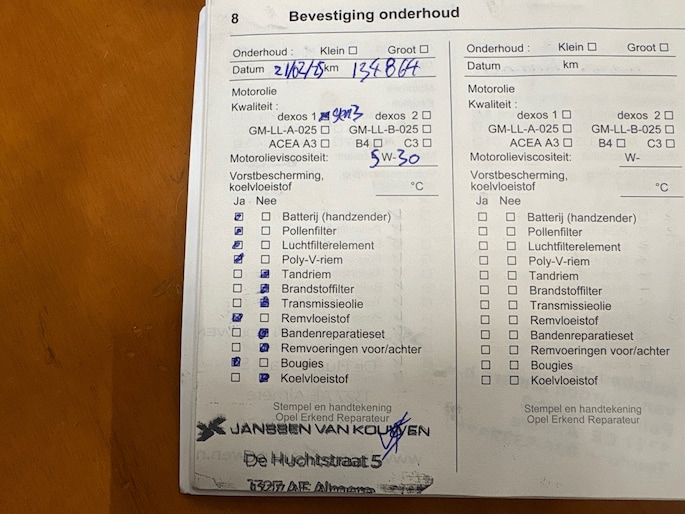 8 Bevestiging onderhoud
Onderhoud : Klein ☐ Groot ☐
Datum 21/02/25 km 134864
Motorolie
Kwaliteit :
dexos 1 dexos 2 ☐
GM-LL-A-025 ☐ GM-LL-B-025 ☐
ACEA A3 ☐ B4 ☐ C3 ☐
Motorolieviscositeit: 5 W- 30
Vorstbescherming,
koelvloeistof °C
Ja Nee
Batterij (handzender)
Pollenfilter
Luchtfilterelement
Poly-V-riem
Tandriem
Brandstoffilter
Transmissieolie
Remvloeistof
Bandenreparatieset
Remvoeringen voor/achter
Bougies
Koelvloeistof
Stempel en handtekening
Opel Erkend Reparateur
JANSSEN VAN KOUWEN
De Huchtstraat 5
Almere
Onderhoud : Klein ☐ Groot ☐
Datum km
Motorolie
Kwaliteit :
dexos 1 ☐ dexos 2 ☐
GM-LL-A-025 ☐ GM-LL-B-025 ☐
ACEA A3 ☐ B4 ☐ C3 ☐
Motorolieviscositeit: W-
Vorstbescherming,
koelvloeistof °C
Ja Nee
☐ ☐ Batterij (handzender)
☐ ☐ Pollenfilter
☐ ☐ Luchtfilterelement
☐ ☐ Poly-V-riem
☐ ☐ Tandriem
☐ ☐ Brandstoffilter
☐ ☐ Transmissieolie
☐ ☐ Remvloeistof
☐ ☐ Bandenreparatieset
☐ ☐ Remvoeringen voor/achter
☐ ☐ Bougies
☐ ☐ Koelvloeistof
Stempel en handtekening
Opel Erkend Reparateur